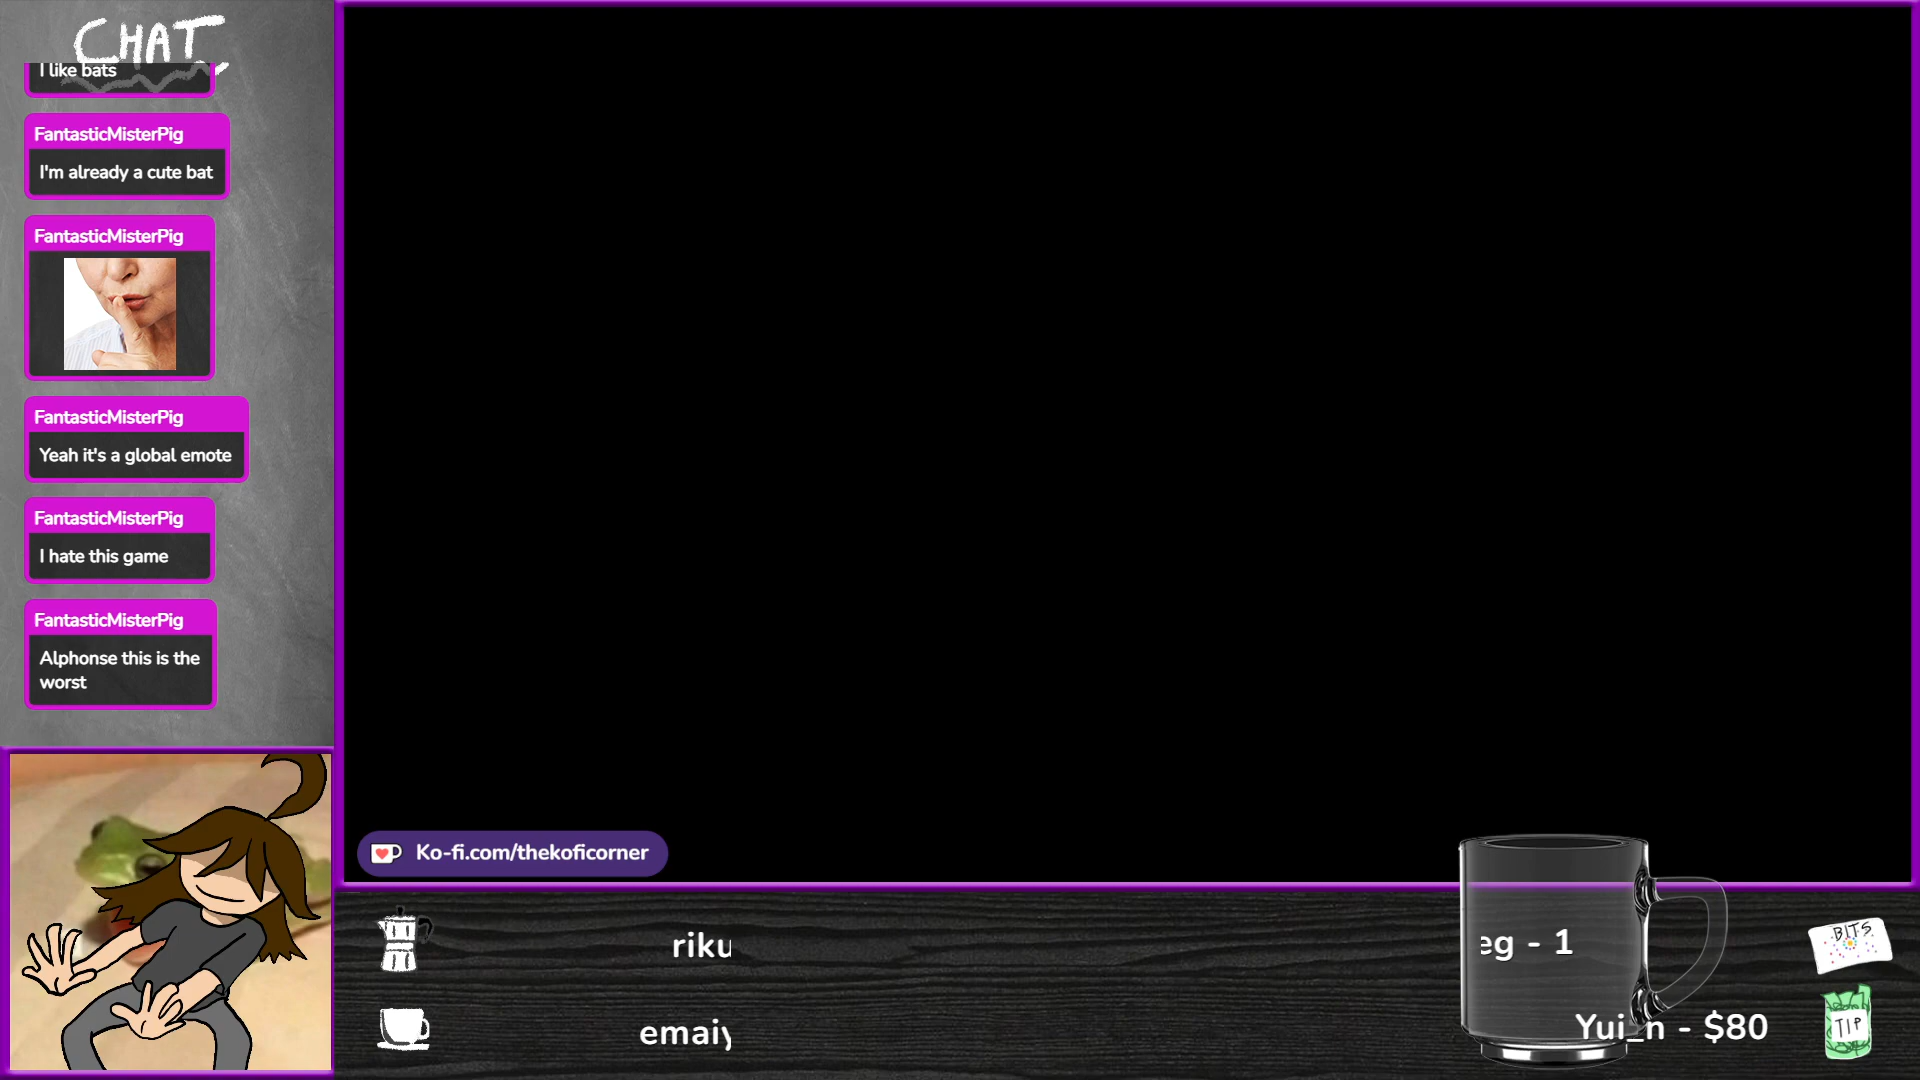 CHAT
I like bats
FantasticMisterPig
I'm already a cute bat
FantasticMisterPig
FantasticMisterPig
Yeah it's a global emote
FantasticMisterPig
I hate this game
FantasticMisterPig
Alphonse this is the
worst
Ko-fi.com/thekoficorner
riku
eg - 1
BITS
emaiy
Yui_n - $80
TIP